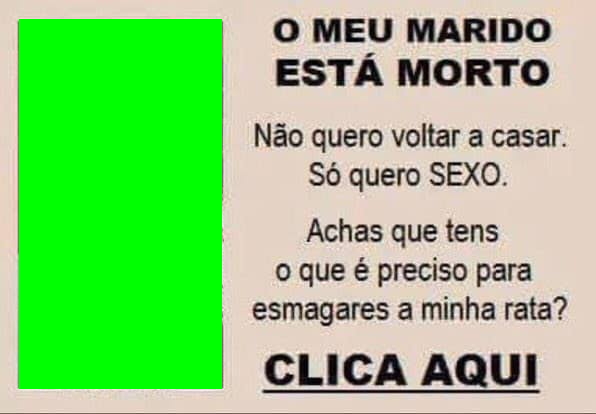 O MEU MARIDO
ESTÁ MORTO
Não quero voltar a casar.
Só quero SEXO.
Achas que tens
o que é preciso para
esmagares a minha rata?
CLICA AQUI